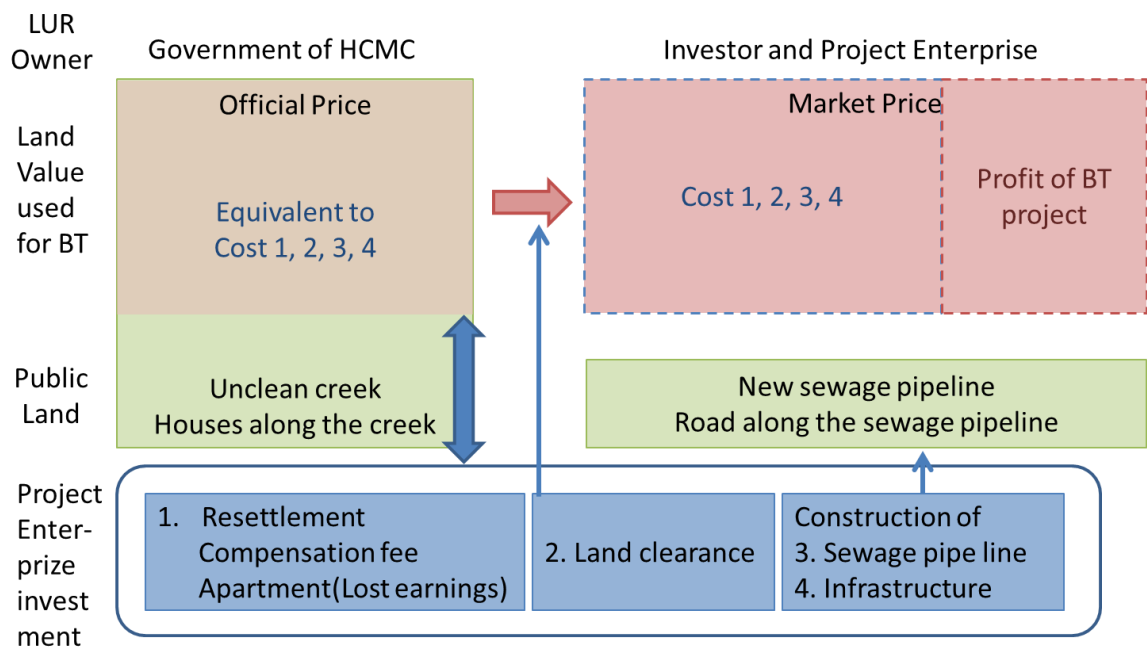 LUR
Owner
Government of HCMC
Investor and Project Enterprise
Land
Value
used
for BT
Official Price
Equivalent to
Cost 1, 2, 3, 4
Market Price
Cost 1, 2, 3, 4
Profit of BT
project
Public
Land
Unclean creek
Houses along the creek
New sewage pipeline
Road along the sewage pipeline
Project
Enter-
prize
invest
ment
1. Resettlement
Compensation fee
Apartment(Lost earnings)
2. Land clearance
Construction of
3. Sewage pipe line
4. Infrastructure